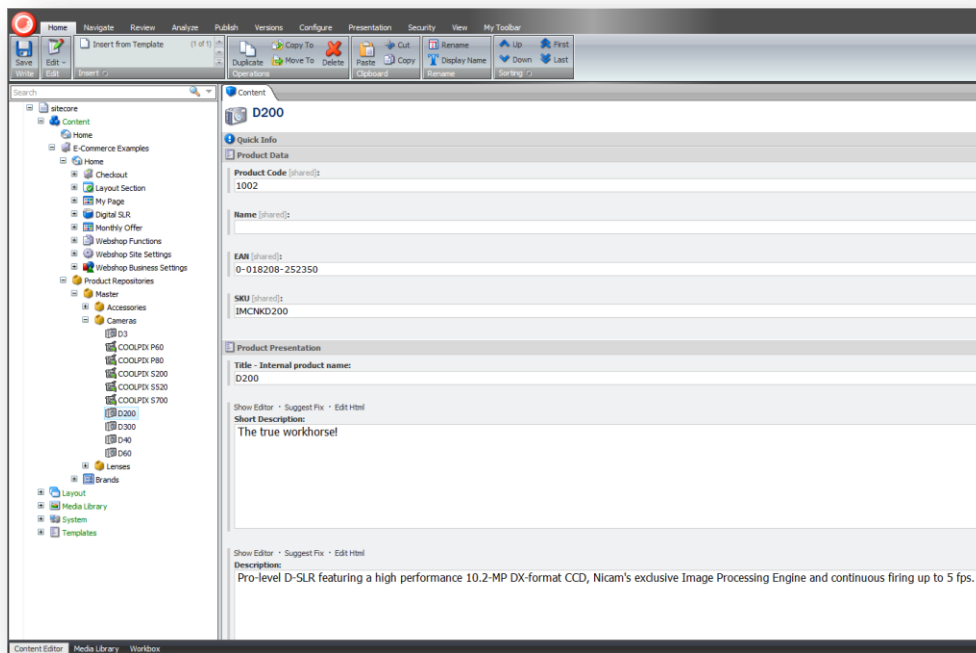 Home Navigate Review Analyze Publish Versions Configure Presentation Security View My Toolbar
Save
Write
Edit
Edit
Insert from Template (1 of 1)
Insert
Duplicate
Copy To
Move To
Delete
Operations
Paste
Cut
Copy
Clipboard
Rename
Display Name
Rename
Up
Down
First
Last
Sorting
Search
sitecore
Content
Home
E-Commerce Examples
Home
Checkout
Layout Section
My Page
Digital SLR
Monthly Offer
Webshop Functions
Webshop Site Settings
Webshop Business Settings
Product Repositories
Master
Accessories
Cameras
D3
COOLPIX P60
COOLPIX P80
COOLPIX S200
COOLPIX S520
COOLPIX S700
D200
D300
D40
D60
Lenses
Brands
Layout
Media Library
System
Templates
Content
D200
Quick Info
Product Data
Product Code [shared]:
1002
Name [shared]:
EAN [shared]:
0-018208-252350
SKU [shared]:
IMCNKD200
Product Presentation
Title - Internal product name:
D200
Show Editor · Suggest Fix · Edit Html
Short Description:
The true workhorse!
Show Editor · Suggest Fix · Edit Html
Description:
Pro-level D-SLR featuring a high performance 10.2-MP DX-format CCD, Nicam's exclusive Image Processing Engine and continuous firing up to 5 fps.
Content Editor Media Library Workbox